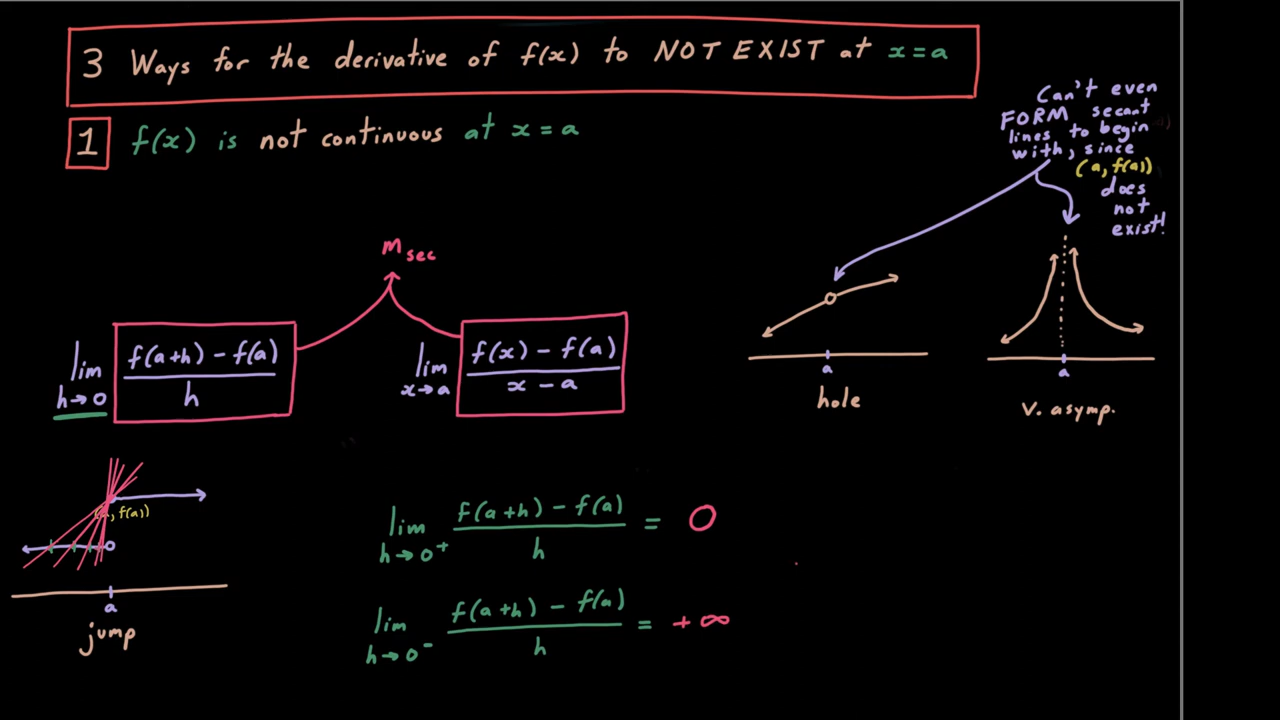 3 Ways for the derivative of f(x) to NOT EXIST at x=a
1 f(x) is not continuous at x=a
Can't even
FORM secant
lines to begin
with, since
(a, f(a))
does
not
exist!
m sec
lim h→0 f(a+h) – f(a) / h
lim x→a f(x) – f(a) / x – a
a
hole
a
V. asymp.
(a, f(a))
a
jump
lim h→0⁺ f(a+h) – f(a) / h = 0
lim h→0⁻ f(a+h) – f(a) / h = +∞